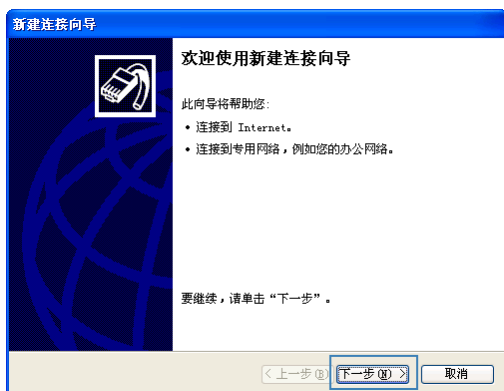 新建连接向导
欢迎使用新建连接向导
此向导将帮助您:
• 连接到 Internet。
• 连接到专用网络，例如您的办公网络。
要继续，请单击“下一步”。
< 上一步(B) 下一步(N) > 取消